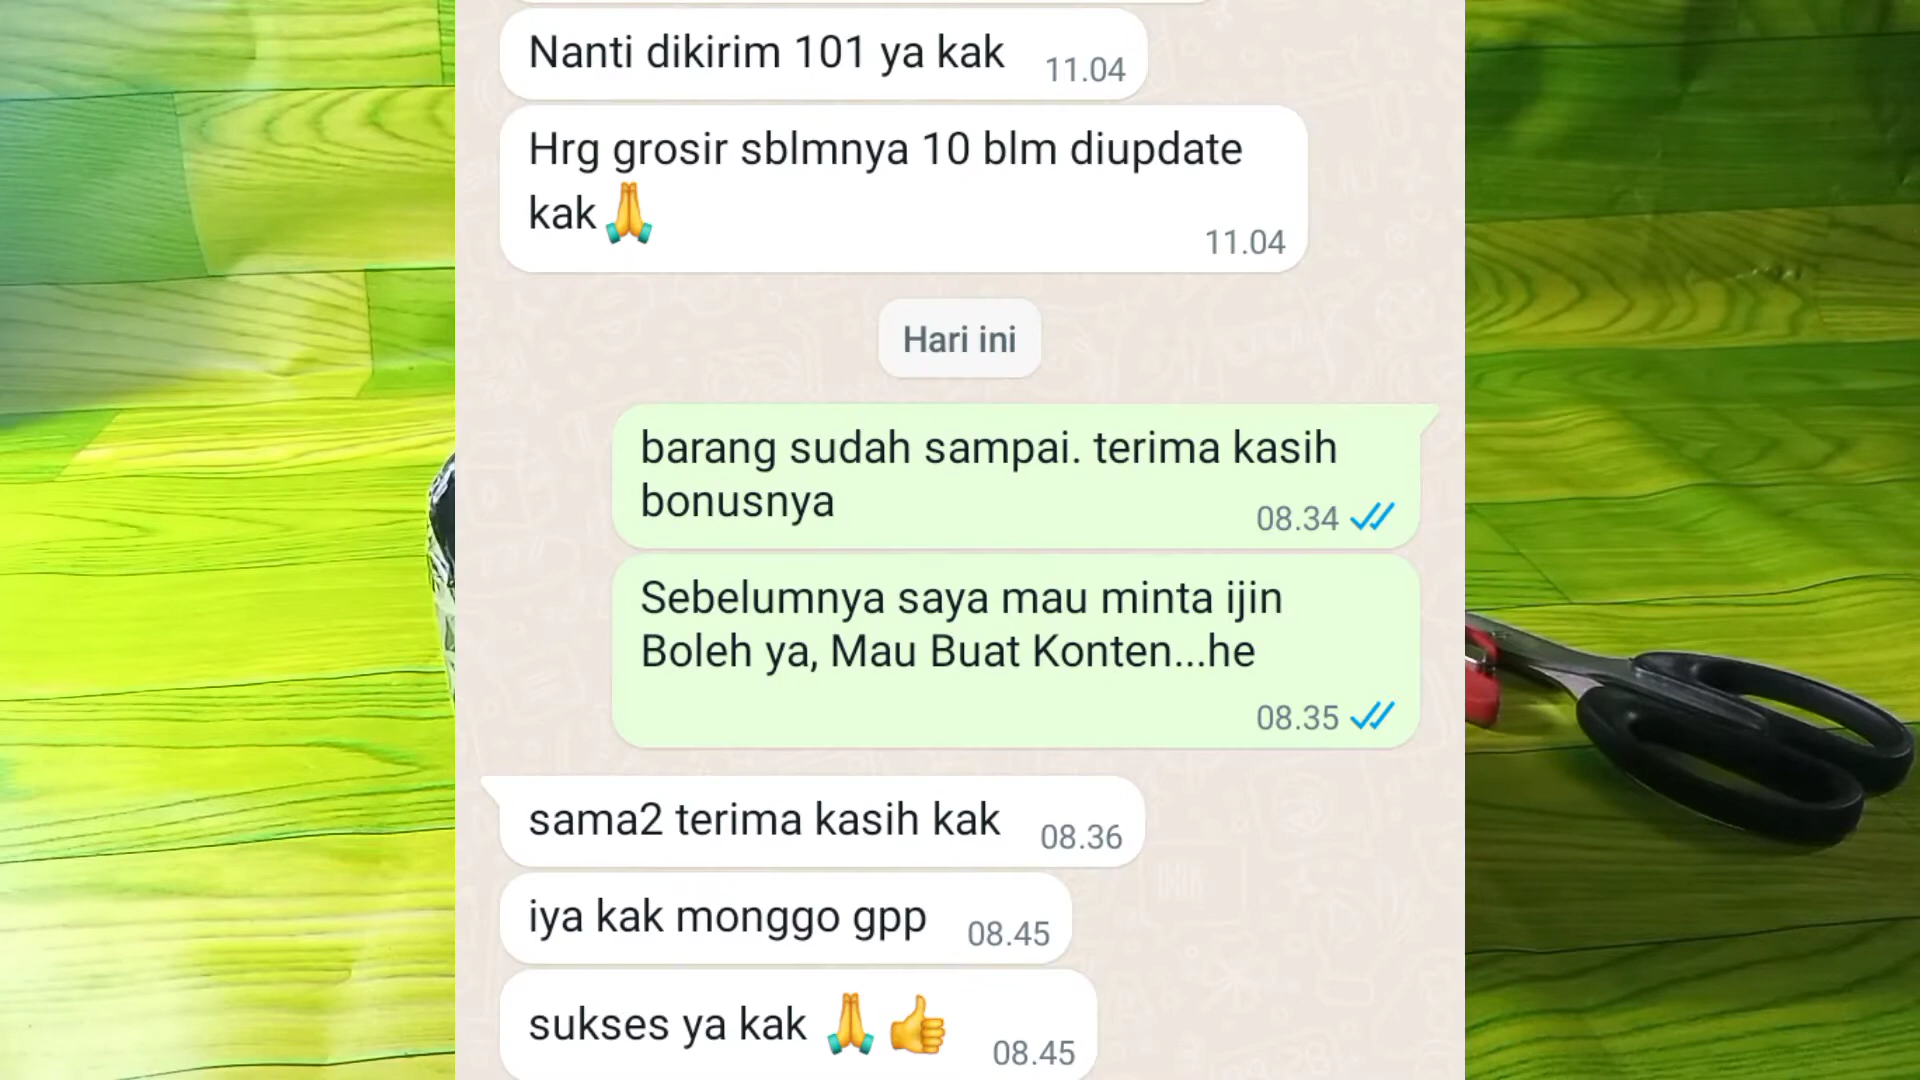 Nanti dikirim 101 ya kak 11.04
Hrg grosir sblmnya 10 blm diupdate
kak🙏
11.04
Hari ini
barang sudah sampai. terima kasih
bonusnya
08.34
Sebelumnya saya mau minta ijin
Boleh ya, Mau Buat Konten...he
08.35
sama2 terima kasih kak 08.36
iya kak monggo gpp 08.45
sukses ya kak 🙏👍 08.45